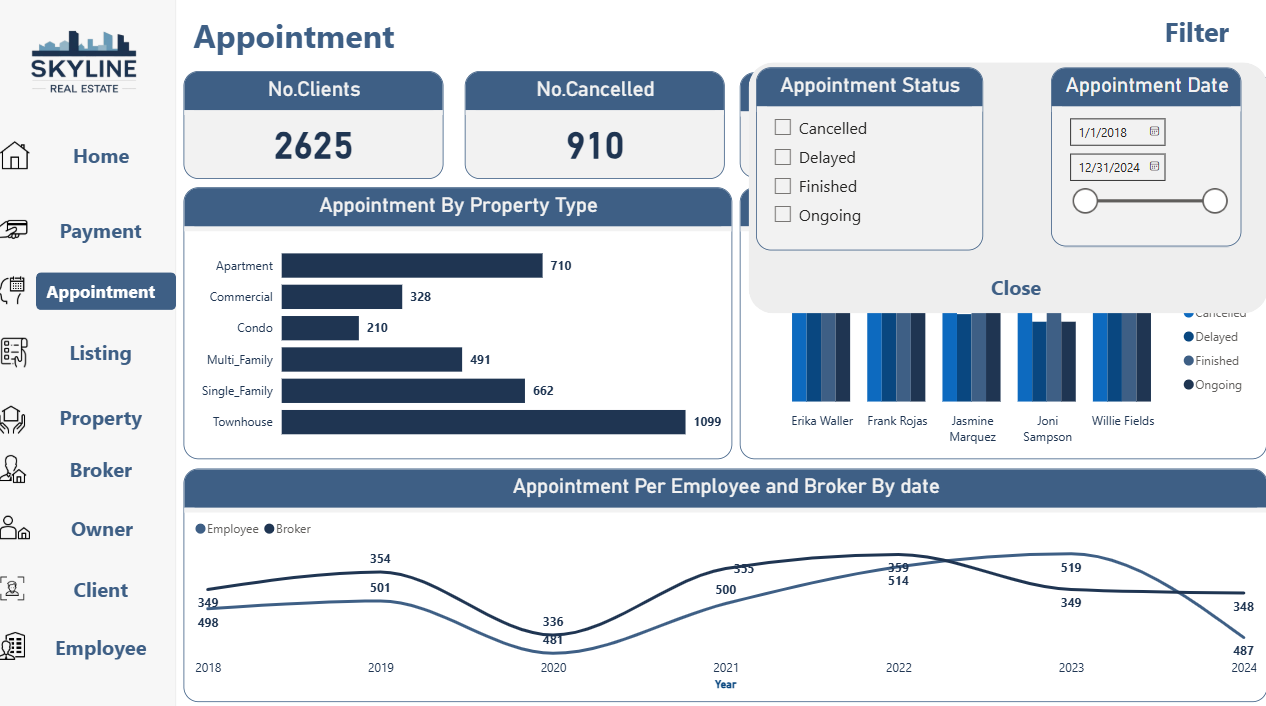 SKYLINE
REAL ESTATE
Home
Payment
Appointment
Listing
Property
Broker
Owner
Client
Employee
Appointment
Filter
No.Clients
2625
No.Cancelled
910
Appointment Status
Cancelled
Delayed
Finished
Ongoing
Appointment Date
1/1/2018
12/31/2024
Close
Appointment By Property Type
Apartment 710
Commercial 328
Condo 210
Multi_Family 491
Single_Family 662
Townhouse 1099
Cancelled
Delayed
Finished
Ongoing
Erika Waller
Frank Rojas
Jasmine
Marquez
Joni
Sampson
Willie Fields
Appointment Per Employee and Broker By date
Employee Broker
349
498
354
501
336
481
355
500
359
514
519
349
348
487
2018 2019 2020 2021 2022 2023 2024
Year